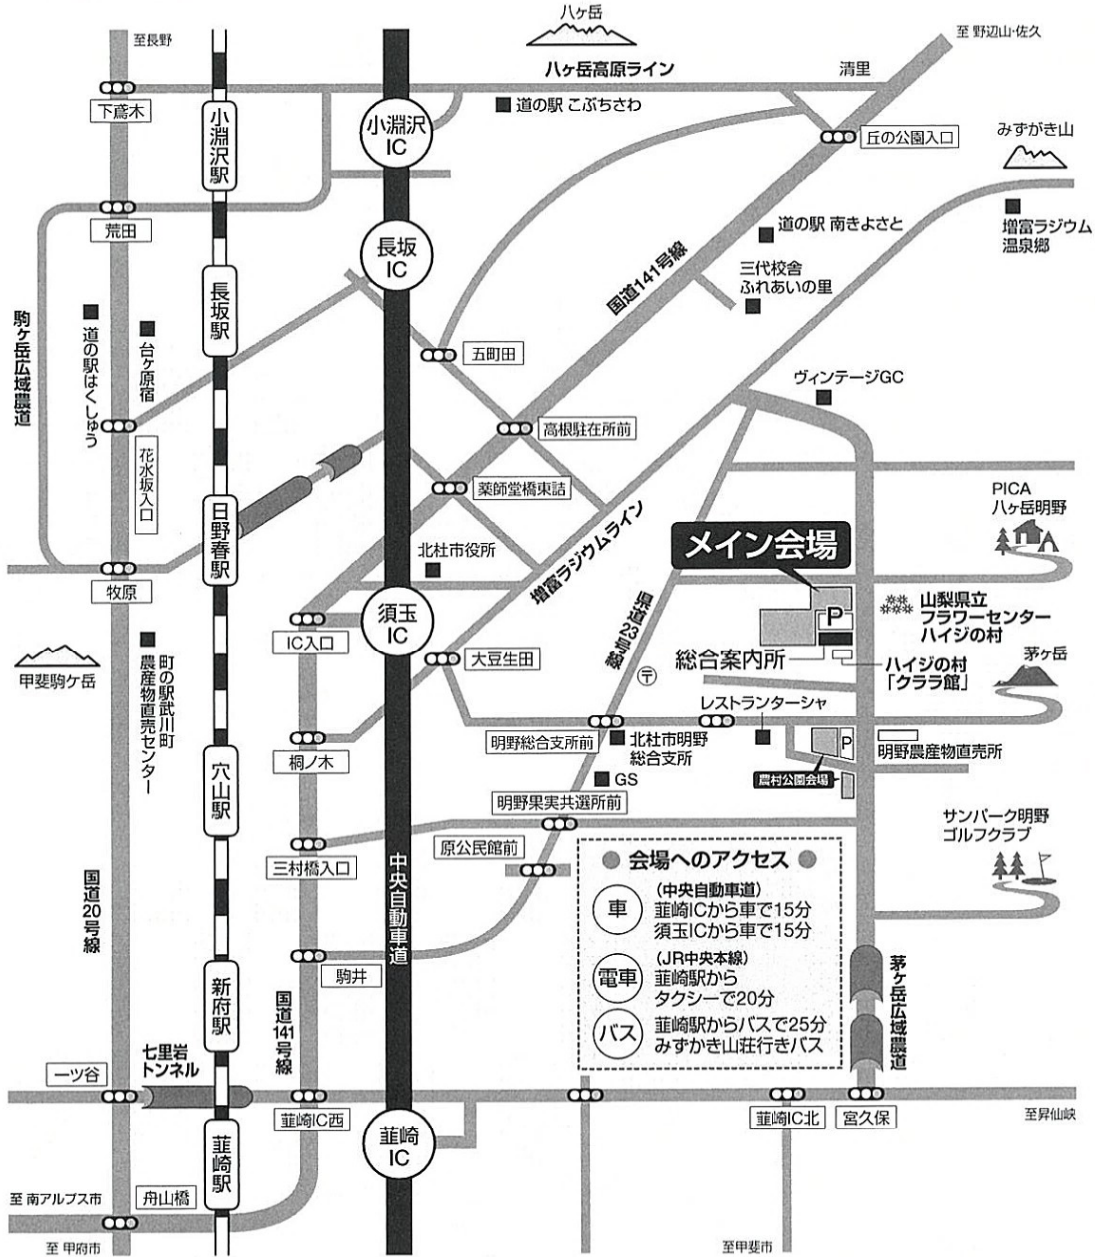 八ヶ岳
至長野
至 野辺山・佐久
八ヶ岳高原ライン
清里
下蔦木
小淵沢駅
小淵沢
IC
道の駅 こぶちさわ
丘の公園入口
みずがき山
荒田
長坂
IC
道の駅 南きよさと
増富ラジウム
温泉郷
三代校舎
ふれあいの里
国道141号線
長坂駅
駒ヶ岳広域農道
道の駅はくしゅう
台ヶ原宿
五町田
ヴィンテージGC
高根駐在所前
花水坂入口
薬師堂橋東詰
PICA
八ヶ岳明野
日野春駅
北杜市役所
増富ラジウムライン
メイン会場
牧原
須玉
IC
IC入口
県道23号線
P
山梨県立
フラワーセンター
ハイジの村
大豆生田
総合案内所
ハイジの村
「クララ館」
茅ヶ岳
甲斐駒ケ岳
町の駅武川町
農産物直売センター
〒
レストランターシャ
桐ノ木
明野総合支所前
北杜市明野
総合支所
P
明野農産物直売所
穴山駅
GS
農村公園会場
明野果実共選所前
サンパーク明野
ゴルフクラブ
三村橋入口
原公民館前
中央自動車道
会場へのアクセス
車
(中央自動車道)
韮崎ICから車で15分
須玉ICから車で15分
電車
(JR中央本線)
韮崎駅から
タクシーで20分
バス
韮崎駅からバスで25分
みずかき山荘行きバス
国道20号線
駒井
新府駅
国道141号線
茅ヶ岳広域農道
七里岩
トンネル
一ツ谷
韮崎IC西
韮崎
IC
韮崎IC北
宮久保
至昇仙峡
韮崎駅
至 南アルプス市
舟山橋
至 甲府市
至甲斐市